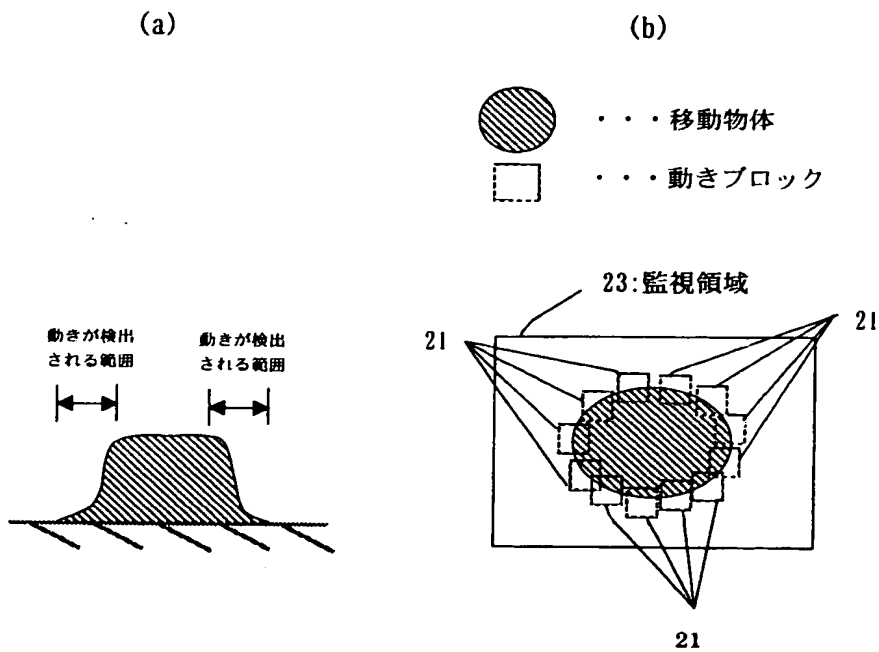 (a)
動きが検出
される範囲
動きが検出
される範囲
(b)
・・・移動物体
・・・動きブロック
23:監視領域
21
21
21